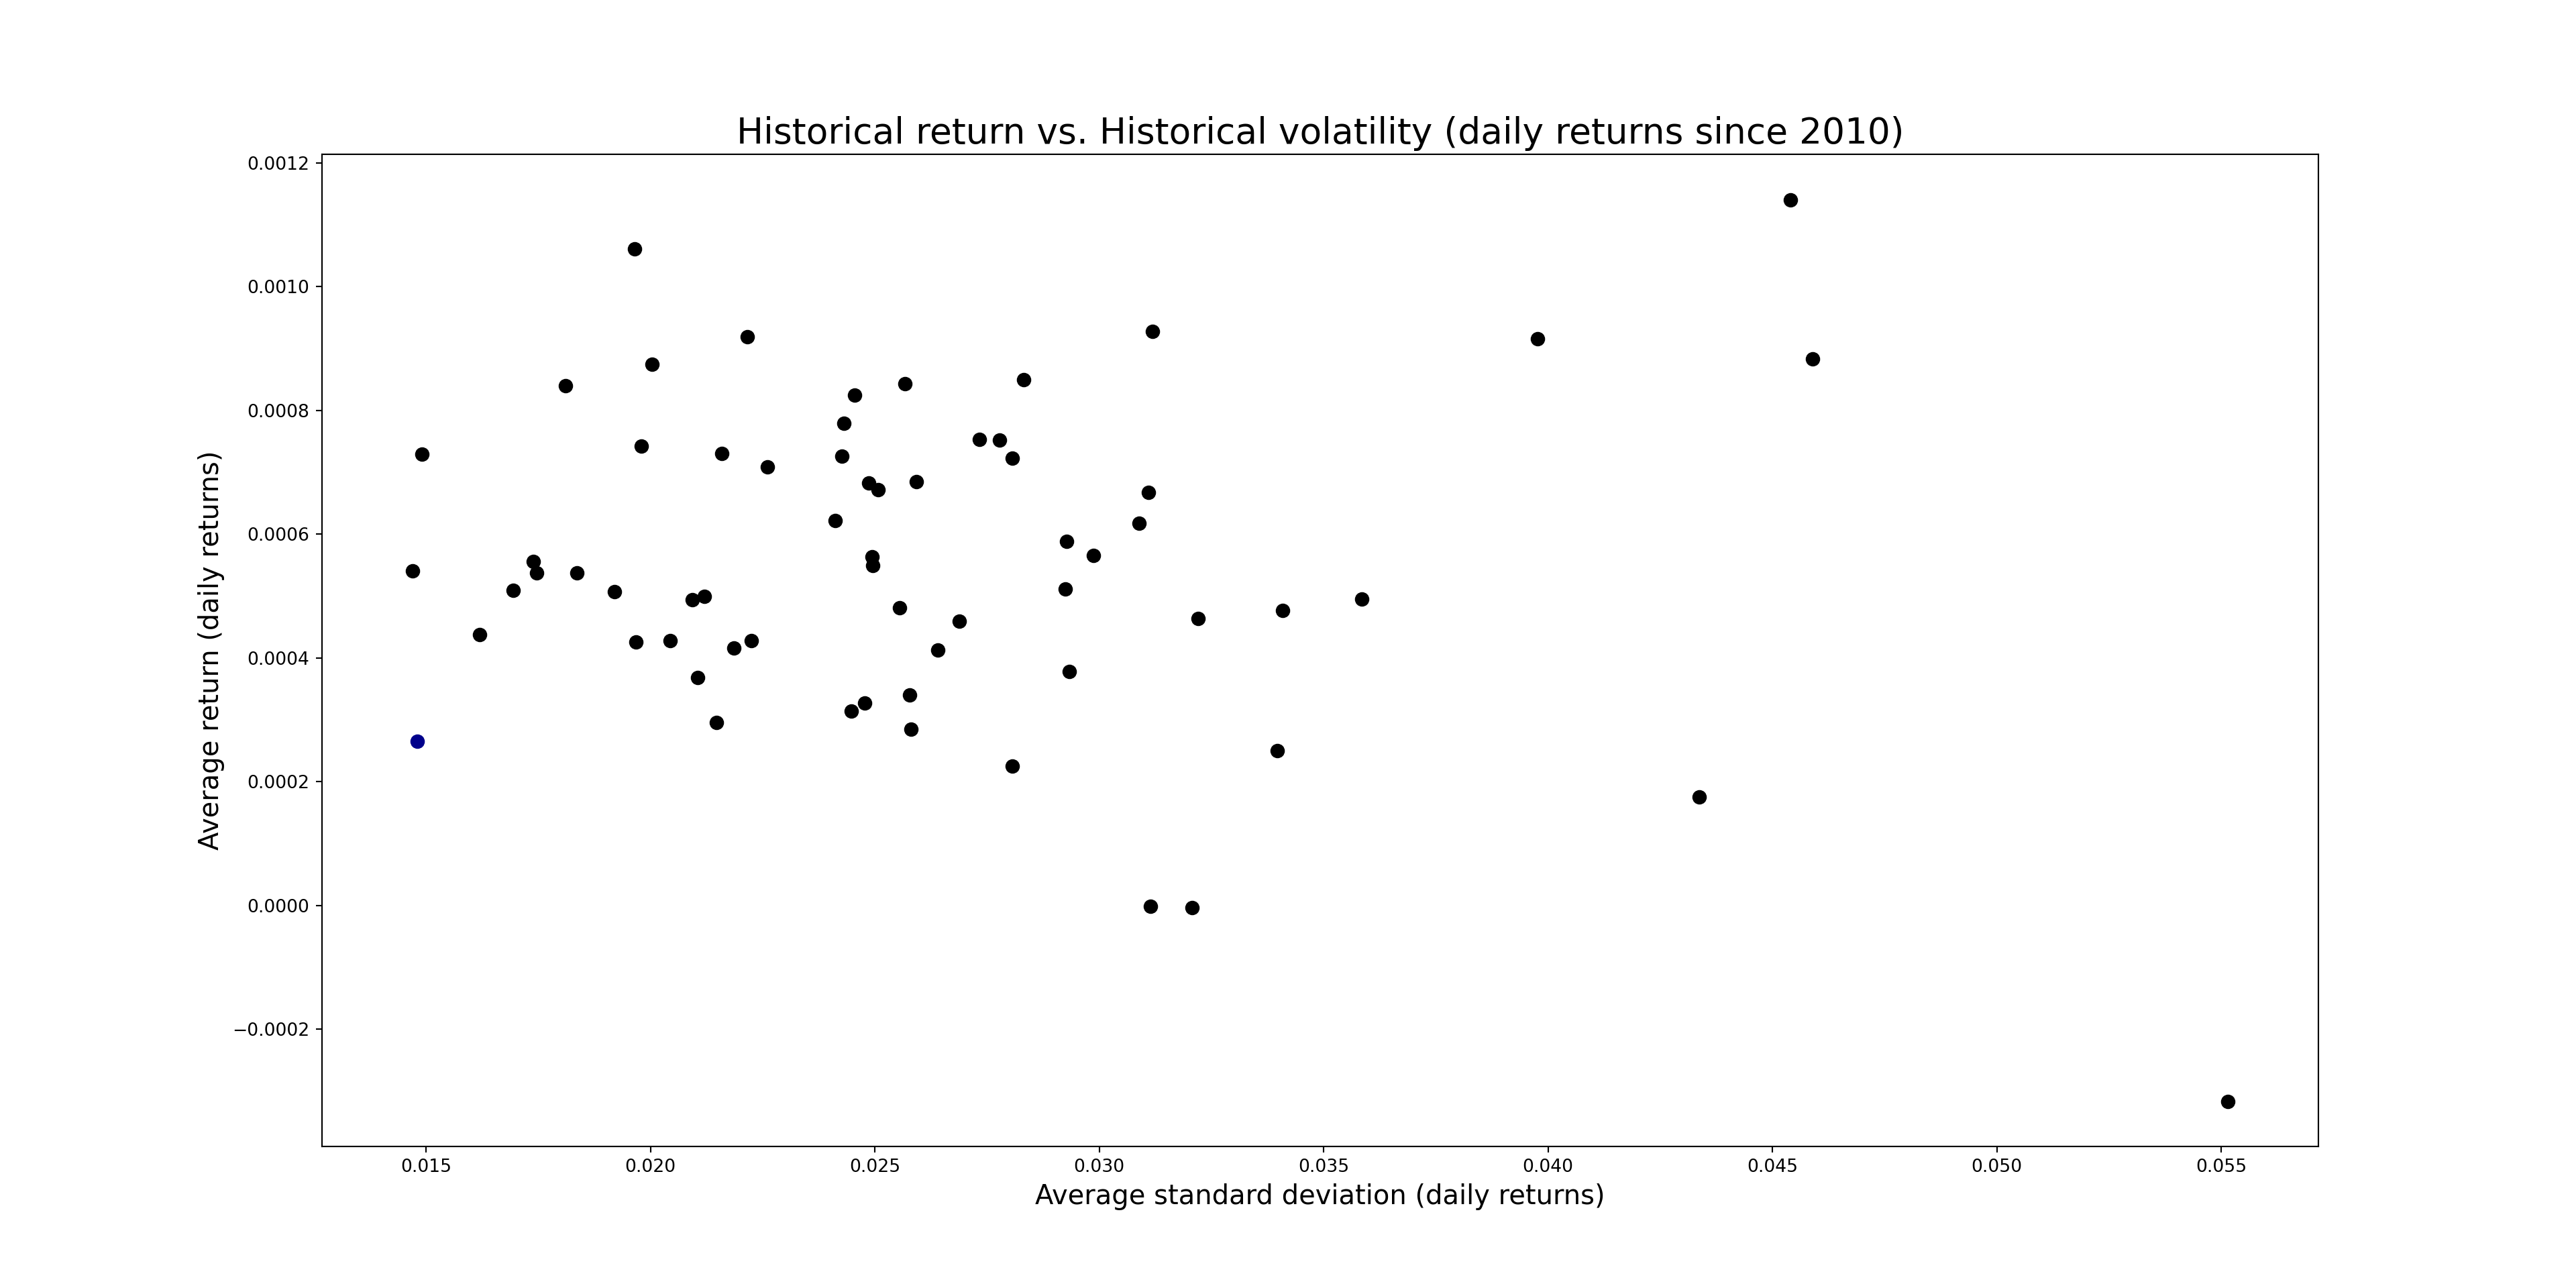 Historical return vs. Historical volatility (daily returns since 2010)
0.0012
0.0010
0.0008
0.0006
0.0004
0.0002
0.0000
−0.0002
Average return (daily returns)
0.015 0.020 0.025 0.030 0.035 0.040 0.045 0.050 0.055
Average standard deviation (daily returns)